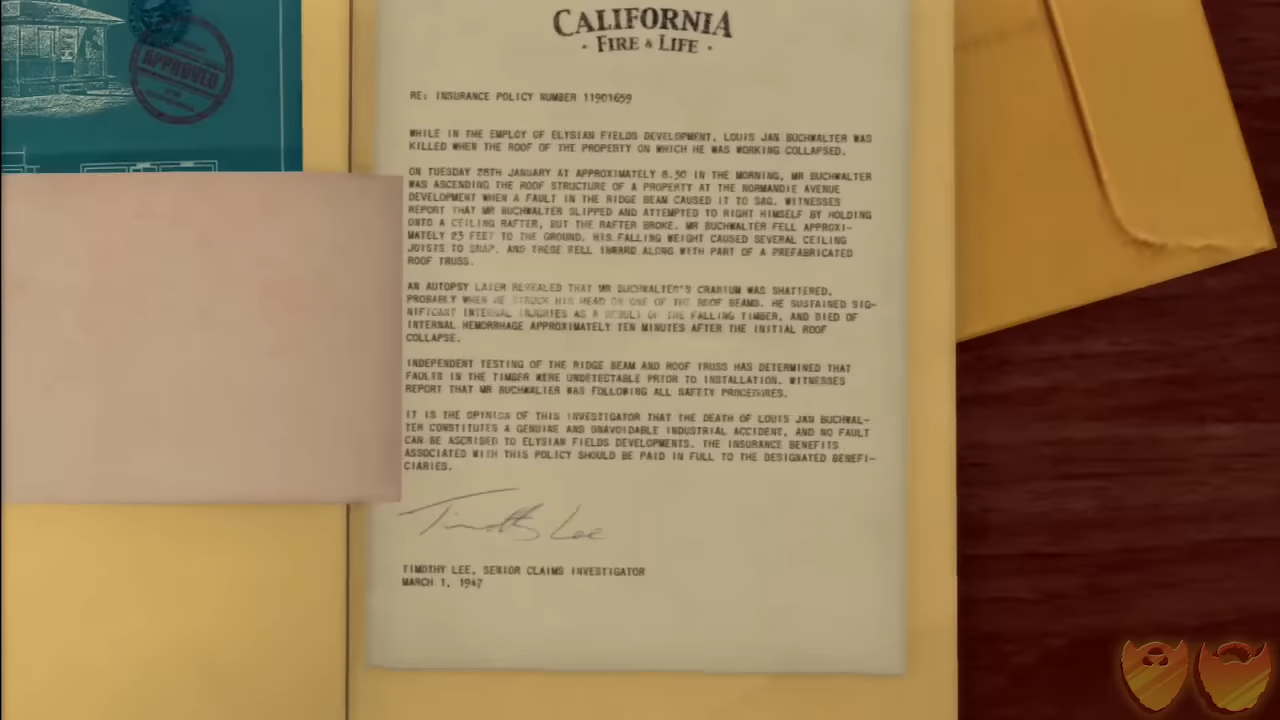 APPROVED
CALIFORNIA
· FIRE & LIFE ·
RE: INSURANCE POLICY NUMBER 11901659
WHILE IN THE EMPLOY OF ELYSIAN FIELDS DEVELOPMENT, LOUIS JAN BUCHWALTER WAS
KILLED WHEN THE ROOF OF THE PROPERTY ON WHICH HE WAS WORKING COLLAPSED.
ON TUESDAY 28TH JANUARY AT APPROXIMATELY 8.30 IN THE MORNING, MR BUCHWALTER
WAS ASCENDING THE ROOF STRUCTURE OF A PROPERTY AT THE NORMANDIE AVENUE
DEVELOPMENT WHEN A FAULT IN THE RIDGE BEAM CAUSED IT TO SAG. WITNESSES
REPORT THAT MR BUCHWALTER SLIPPED AND ATTEMPTED TO RIGHT HIMSELF BY HOLDING
ONTO A CEILING RAFTER, BUT THE RAFTER BROKE. MR BUCHWALTER FELL APPROXI-
MATELY 25 FEET TO THE GROUND. HIS FALLING WEIGHT CAUSED SEVERAL CEILING
JOISTS TO SNAP. AND THESE FELL INWARD ALONG WITH PART OF A PREFABRICATED
ROOF TRUSS.
AN AUTOPSY LATER REVEALED THAT MR BUCHWALTER'S CRANIUM WAS SHATTERED,
PROBABLY WHEN HE STRUCK HIS HEAD ON ONE OF THE ROOF BEAMS. HE SUSTAINED SIG-
NIFICANT INTERNAL INJURIES AS A RESULT OF THE FALLING TIMBER, AND DIED OF
INTERNAL HEMORRHAGE APPROXIMATELY TEN MINUTES AFTER THE INITIAL ROOF
COLLAPSE.
INDEPENDENT TESTING OF THE RIDGE BEAM AND ROOF TRUSS HAS DETERMINED THAT
FAULTS IN THE TIMBER WERE UNDETECTABLE PRIOR TO INSTALLATION. WITNESSES
REPORT THAT MR BUCHWALTER WAS FOLLOWING ALL SAFETY PROCEDURES.
IT IS THE OPINION OF THIS INVESTIGATOR THAT THE DEATH OF LOUIS JAN BUCHWAL-
TER CONSTITUTES A GENUINE AND UNAVOIDABLE INDUSTRIAL ACCIDENT, AND NO FAULT
CAN BE ASCRIBED TO ELYSIAN FIELDS DEVELOPMENTS. THE INSURANCE BENEFITS
ASSOCIATED WITH THIS POLICY SHOULD BE PAID IN FULL TO THE DESIGNATED BENEFI-
CIARIES.
Timothy Lee
TIMOTHY LEE, SENIOR CLAIMS INVESTIGATOR
MARCH 1, 1947